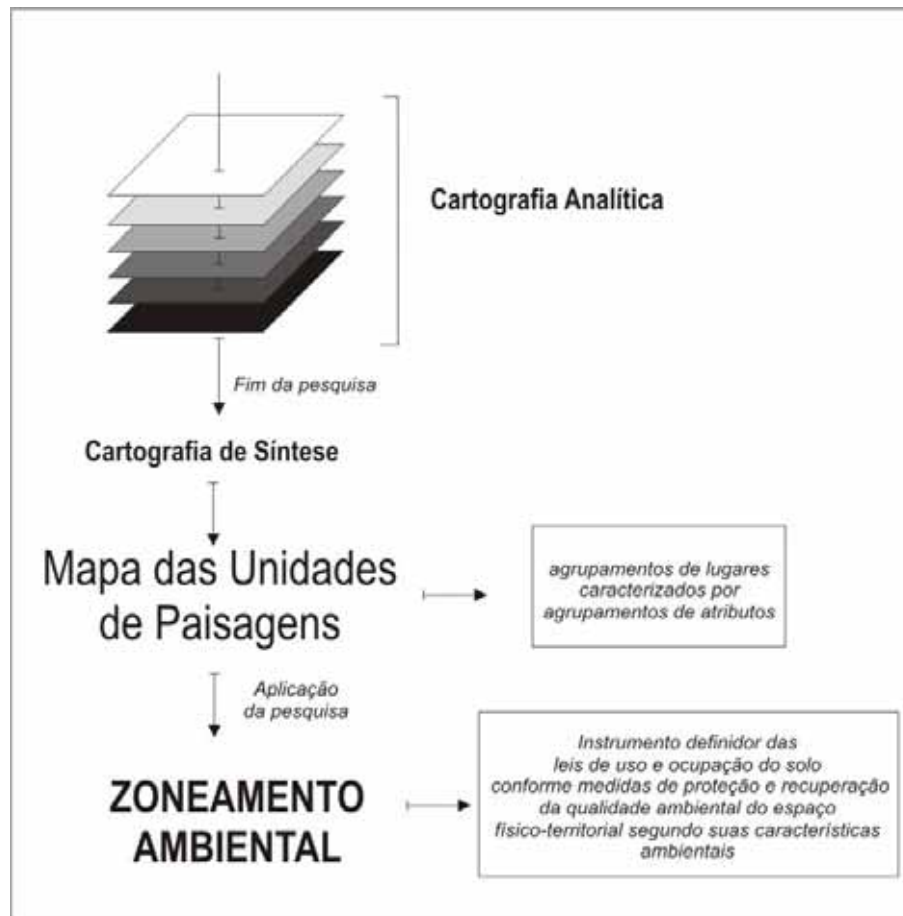 Cartografia Analítica
Fim da pesquisa
Cartografia de Síntese
Mapa das Unidades
de Paisagens
agrupamentos de lugares
caracterizados por
agrupamentos de atributos
Aplicação
da pesquisa
ZONEAMENTO
AMBIENTAL
Instrumento definidor das
leis de uso e ocupação do solo
conforme medidas de proteção e recuperação
da qualidade ambiental do espaço
físico-territorial segundo suas características
ambientais